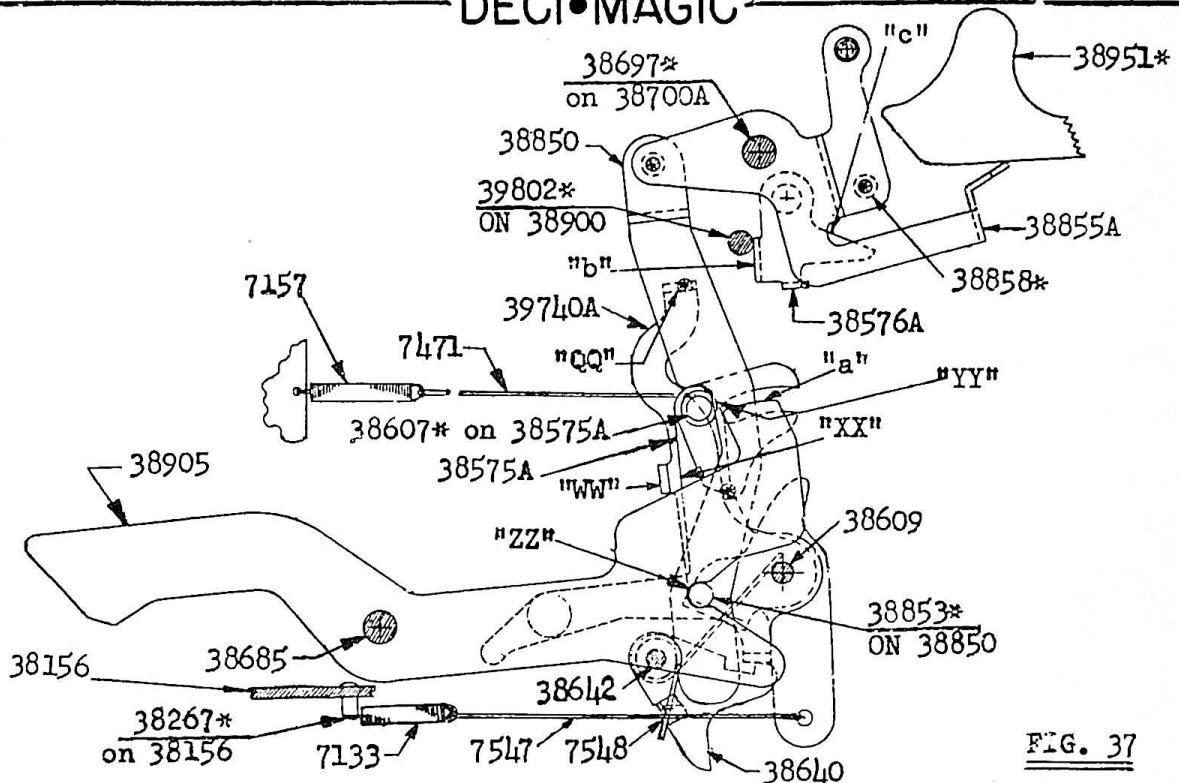 DECI•MAGIC
"c"
38951*
38697*
on 38700A
38850
39802*
ON 38900
"b"
38855A
38858*
38576A
7157
39740A
7471
"QQ"
"a"
"YY"
38607* on 38575A
"XX"
38575A
"WW"
38905
38609
"ZZ"
38853*
ON 38850
38156
38685
38642
38267*
on 38156
7133
7547
7548
38640
FIG. 37